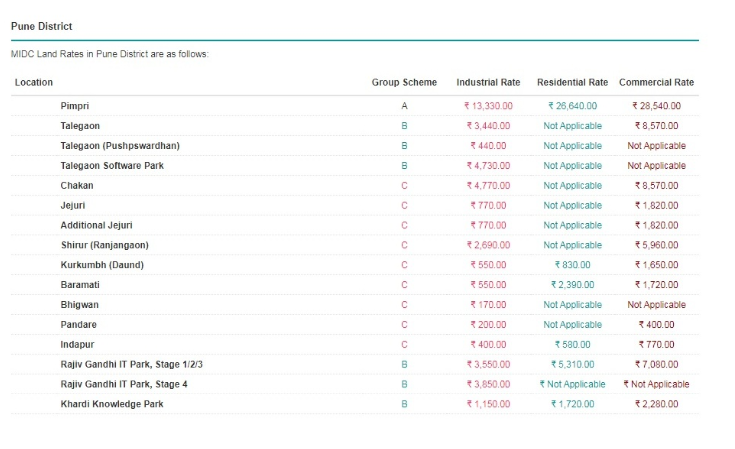 Pune District
MIDC Land Rates in Pune District are as follows:
Location Group Scheme Industrial Rate Residential Rate Commercial Rate
Pimpri A ₹ 13,330.00 ₹ 26,640.00 ₹ 28,540.00
Talegaon B ₹ 3,440.00 Not Applicable ₹ 8,570.00
Talegaon (Pushpswardhan) B ₹ 440.00 Not Applicable Not Applicable
Talegaon Software Park B ₹ 4,730.00 Not Applicable Not Applicable
Chakan C ₹ 4,770.00 Not Applicable ₹ 8,570.00
Jejuri C ₹ 770.00 Not Applicable ₹ 1,820.00
Additional Jejuri C ₹ 770.00 Not Applicable ₹ 1,820.00
Shirur (Ranjangaon) C ₹ 2,690.00 Not Applicable ₹ 5,960.00
Kurkumbh (Daund) C ₹ 550.00 ₹ 830.00 ₹ 1,650.00
Baramati C ₹ 550.00 ₹ 2,390.00 ₹ 1,720.00
Bhigwan C ₹ 170.00 Not Applicable Not Applicable
Pandare C ₹ 200.00 Not Applicable ₹ 400.00
Indapur C ₹ 400.00 ₹ 580.00 ₹ 770.00
Rajiv Gandhi IT Park, Stage 1/2/3 B ₹ 3,550.00 ₹ 5,310.00 ₹ 7,080.00
Rajiv Gandhi IT Park, Stage 4 B ₹ 3,850.00 ₹ Not Applicable ₹ Not Applicable
Khardi Knowledge Park B ₹ 1,150.00 ₹ 1,720.00 ₹ 2,280.00